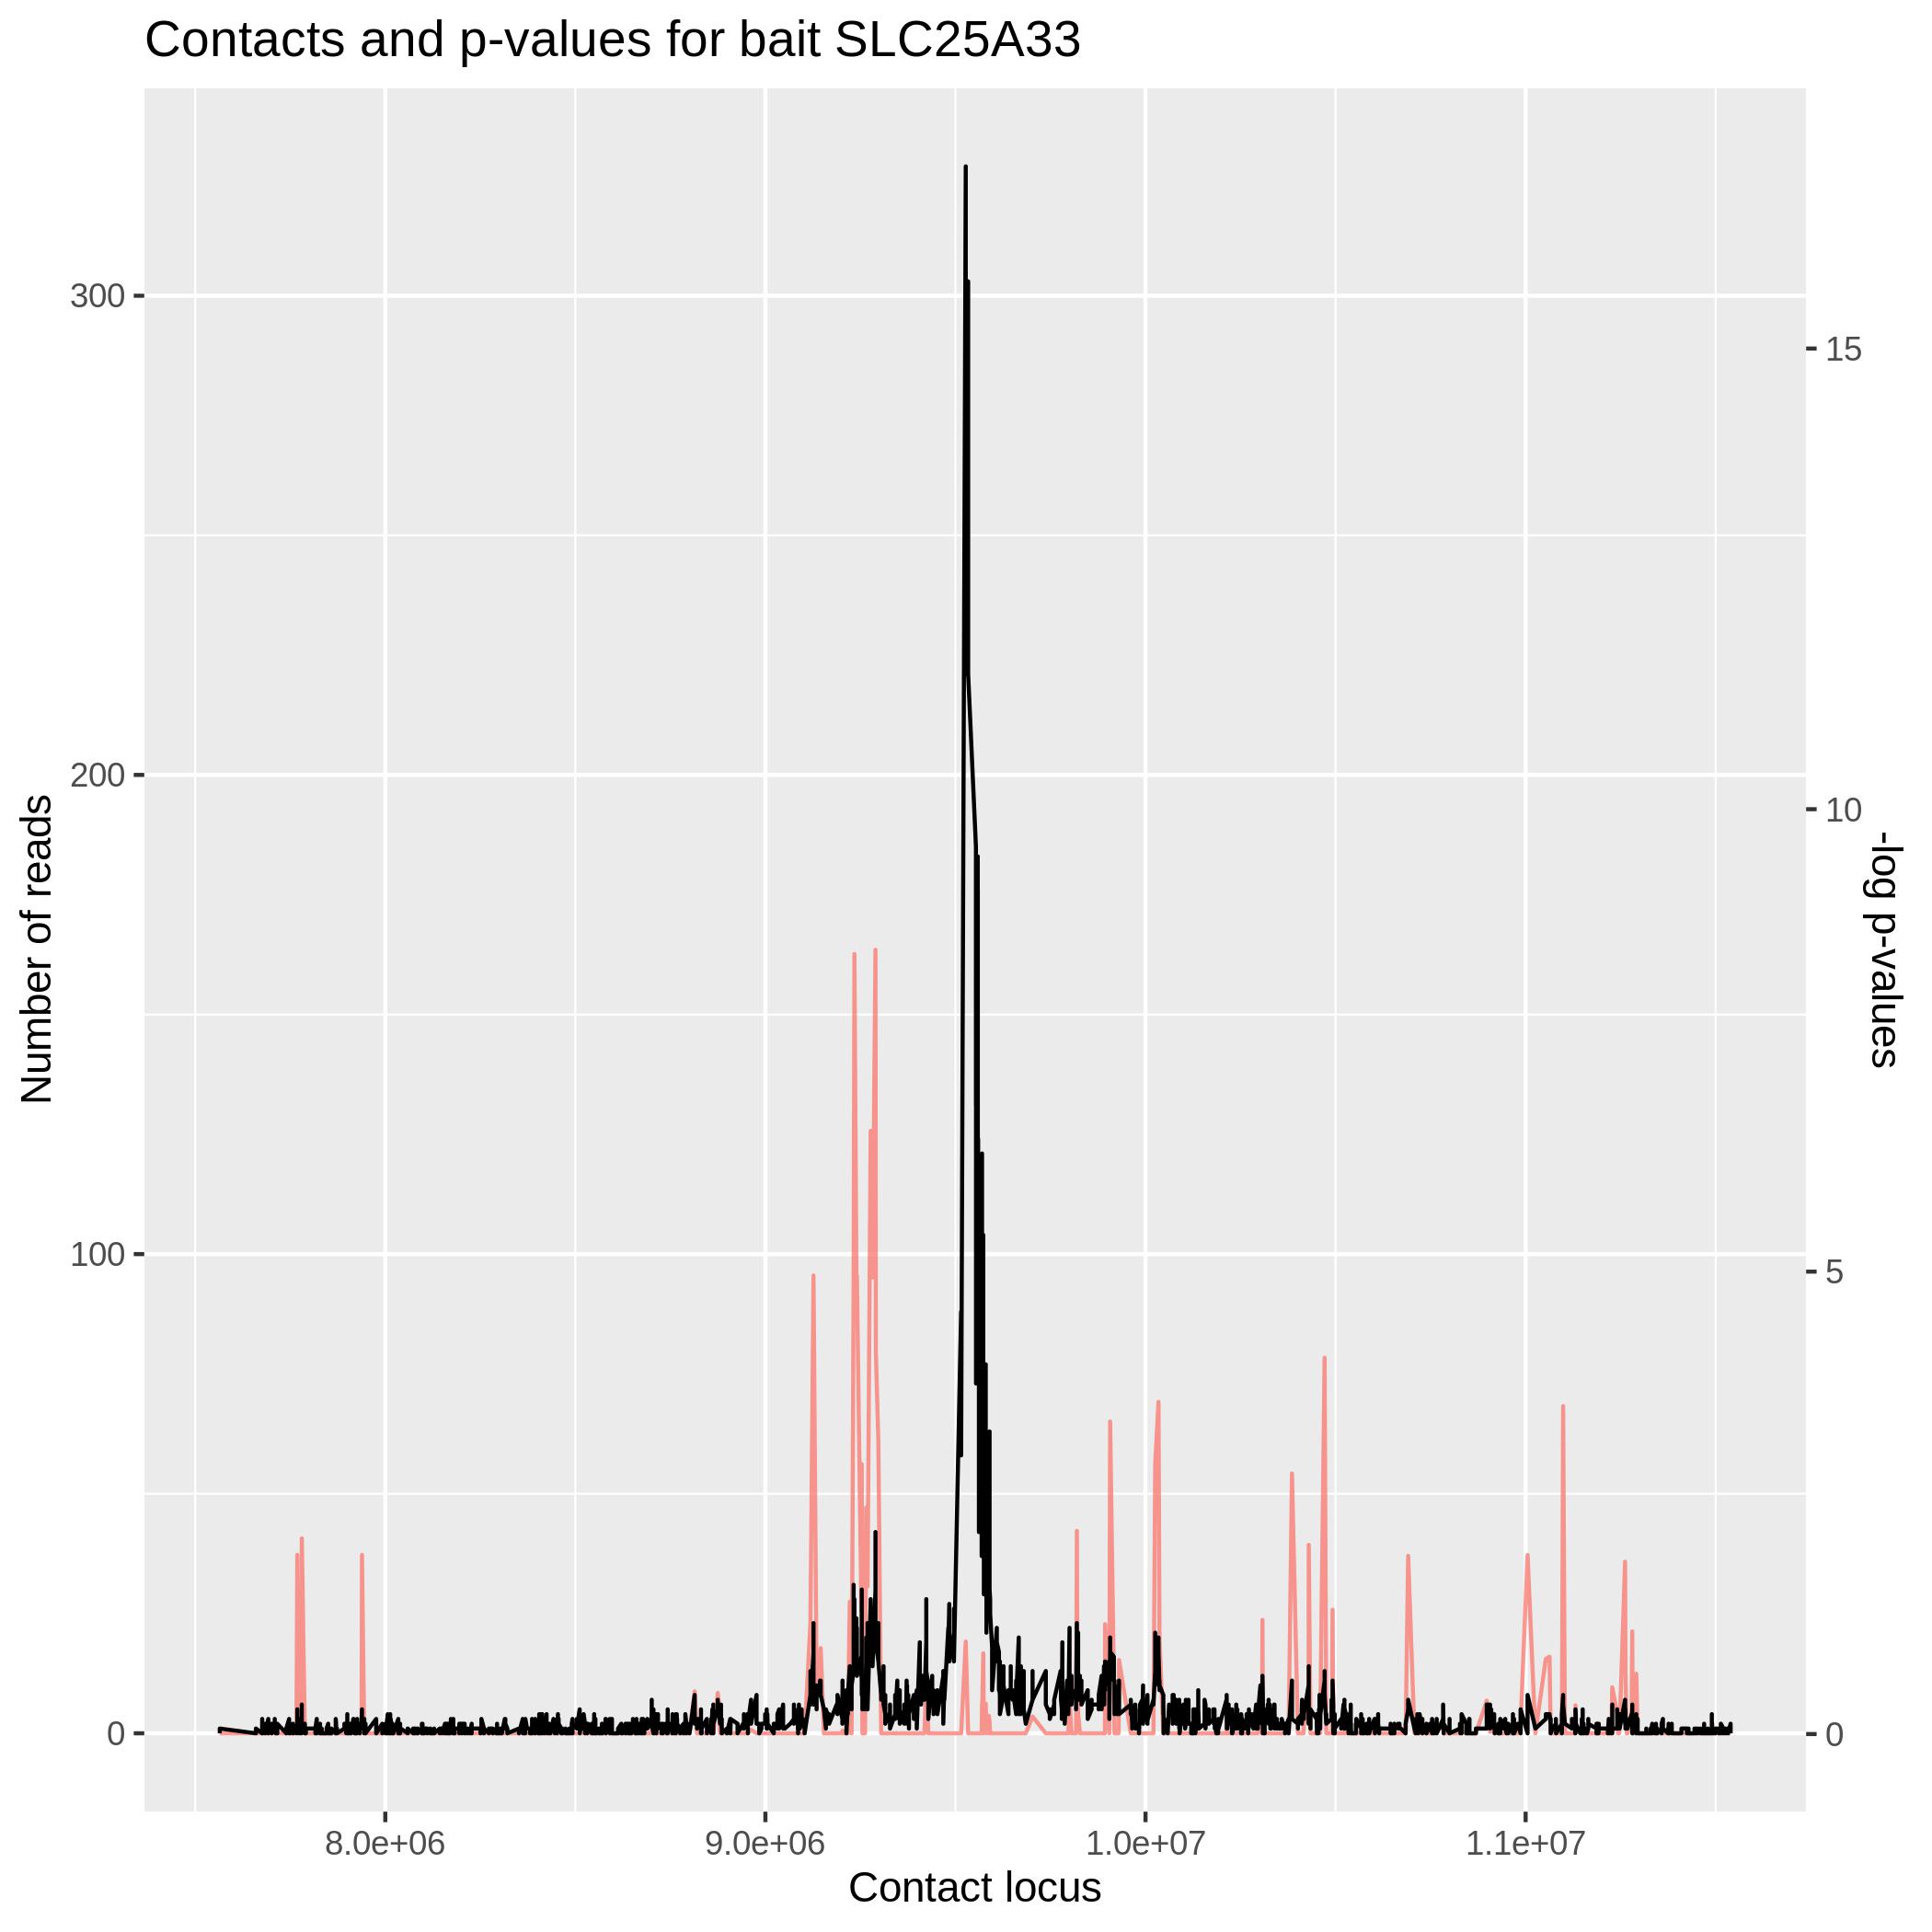 Contacts and p-values for bait SLC25A33
300
200
100
0
Number of reads
15
10
5
0
-log p-values
8.0e+06
9.0e+06
1.0e+07
1.1e+07
Contact locus